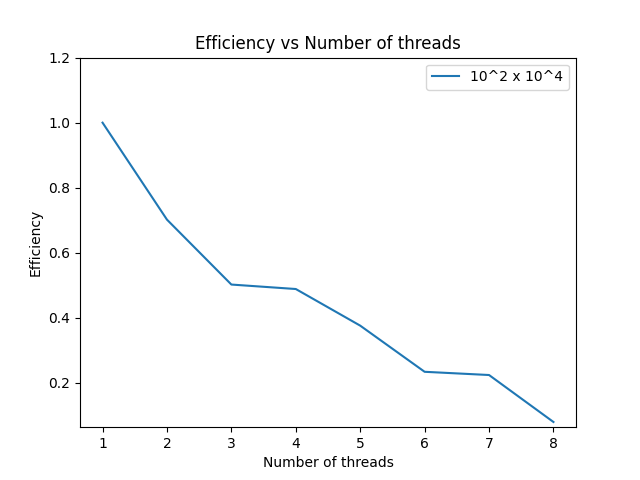 Efficiency vs Number of threads
10^2 x 10^4
1.2
1.0
0.8
0.6
0.4
0.2
Efficiency
1 2 3 4 5 6 7 8
Number of threads